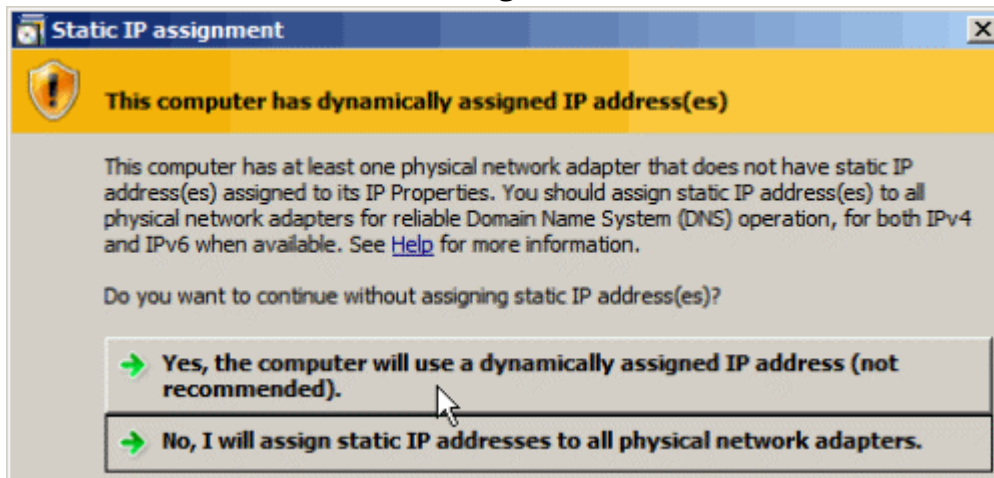 Static IP assignment
This computer has dynamically assigned IP address(es)
This computer has at least one physical network adapter that does not have static IP
address(es) assigned to its IP Properties. You should assign static IP address(es) to all
physical network adapters for reliable Domain Name System (DNS) operation, for both IPv4
and IPv6 when available. See Help for more information.
Do you want to continue without assigning static IP address(es)?
Yes, the computer will use a dynamically assigned IP address (not
recommended).
No, I will assign static IP addresses to all physical network adapters.